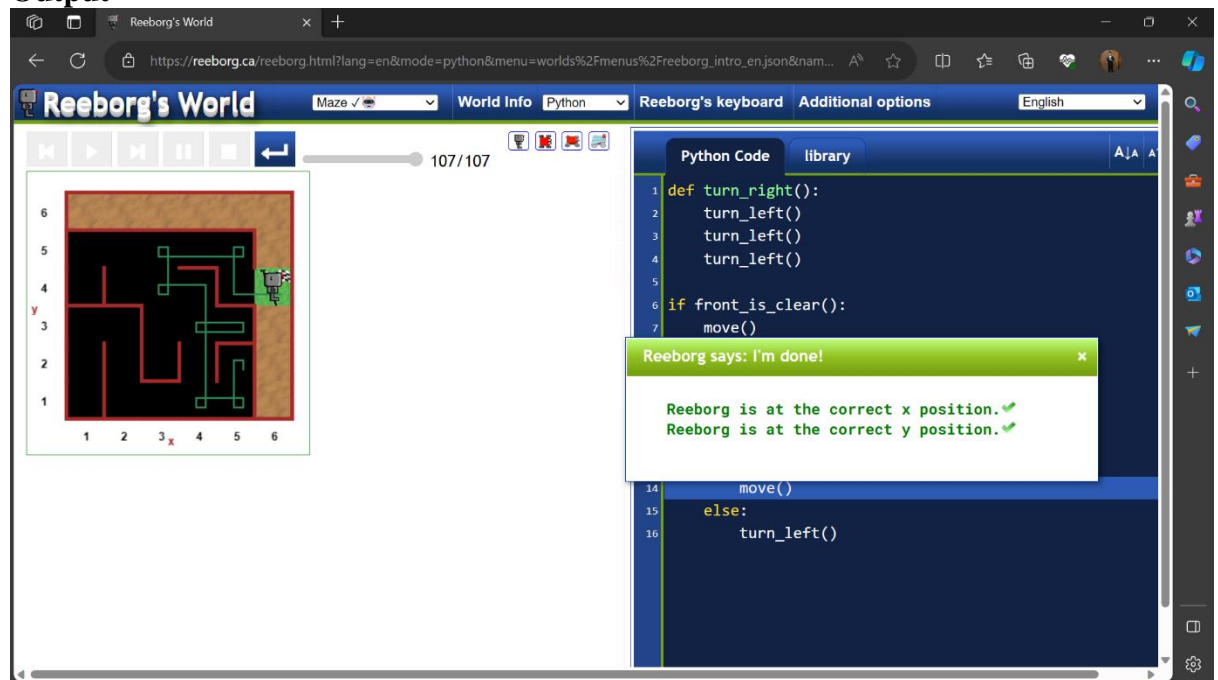 Reeborg's World
https://reeborg.ca/reeborg.html?lang=en&mode=python&menu=worlds%2Fmenus%2Freeborg_intro_en.json&nam...
Reeborg's World
Maze ✓
World Info
Python
Reeborg's keyboard
Additional options
English
107/107
Python Code
library
A↓A
6
5
4
y
3
2
1
1 2 3 x 4 5 6
1 def turn_right():
2 turn_left()
3 turn_left()
4 turn_left()
5
6 if front_is_clear():
7 move()
Reeborg says: I'm done!
×
Reeborg is at the correct x position.✔
Reeborg is at the correct y position.✔
14 move()
15 else:
16 turn_left()